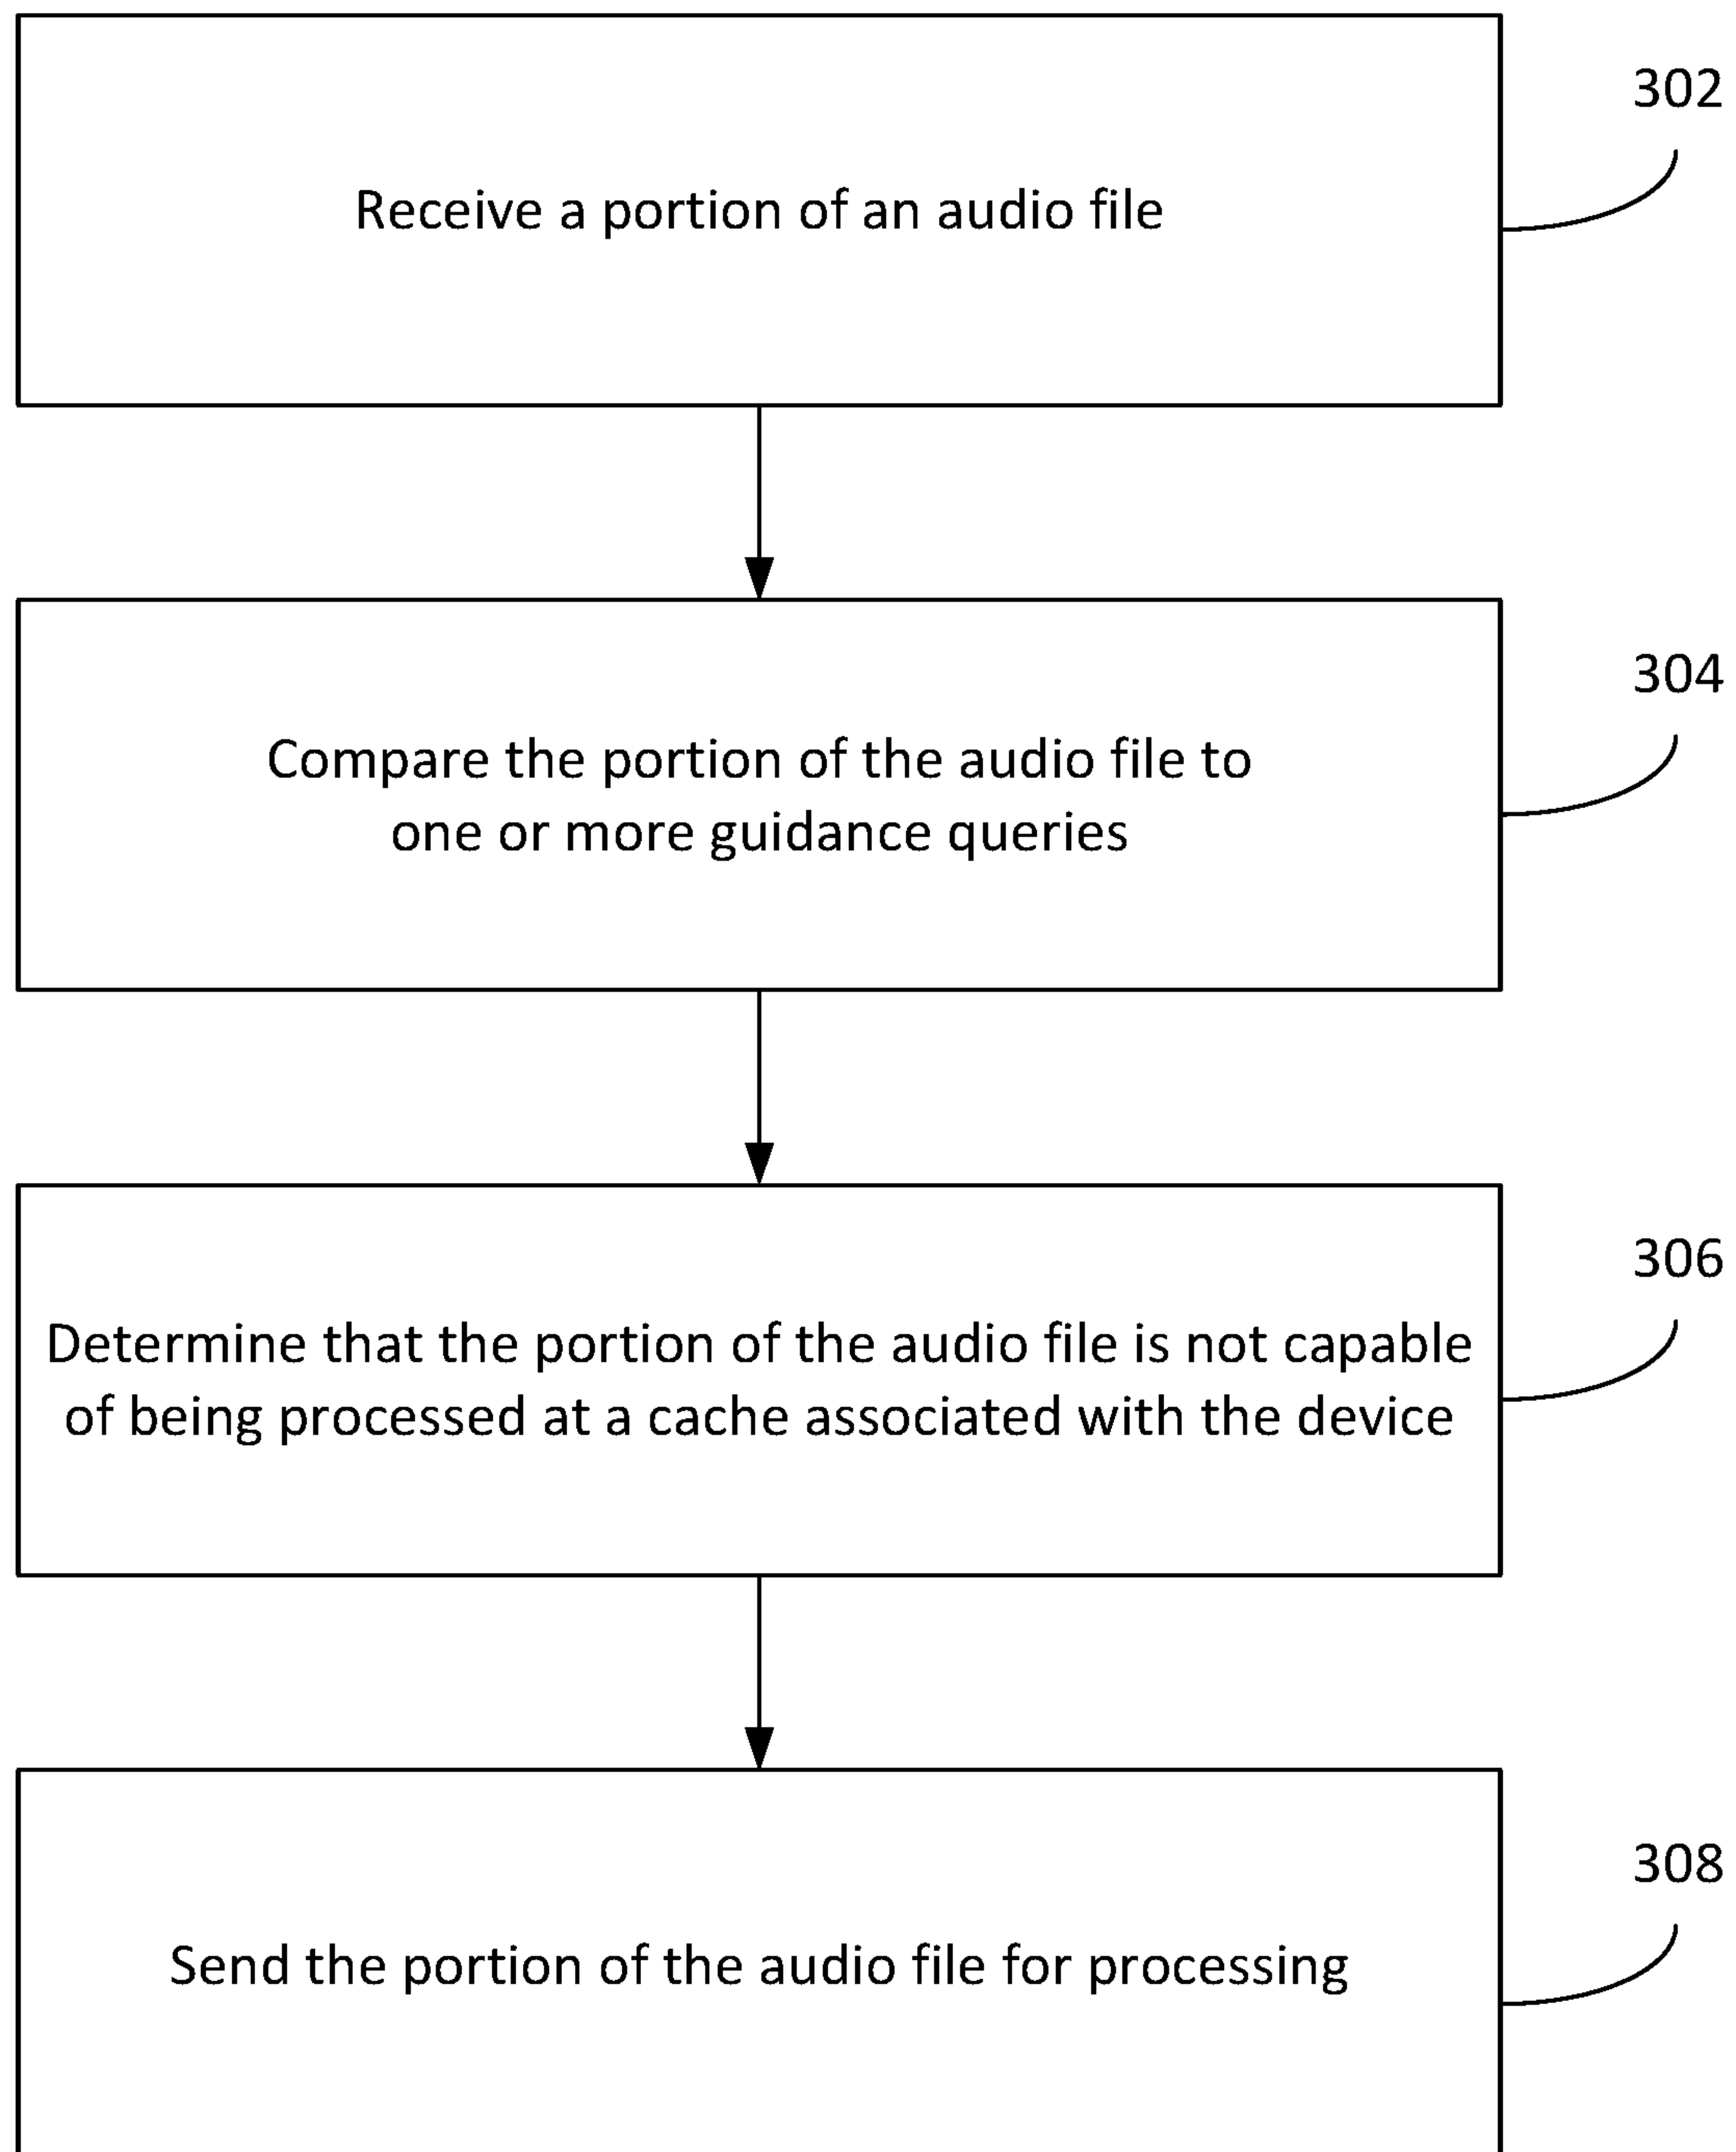 302
Receive a portion of an audio file
304
Compare the portion of the audio file to
one or more guidance queries
306
Determine that the portion of the audio file is not capable
of being processed at a cache associated with the device
308
Send the portion of the audio file for processing